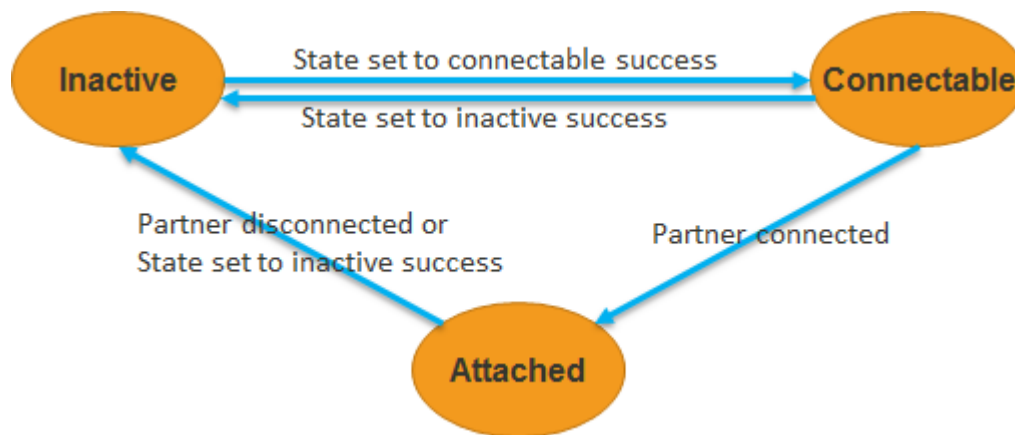 State set to connectable success
Inactive
Connectable
State set to inactive success
Partner disconnected or
State set to inactive success
Partner connected
Attached